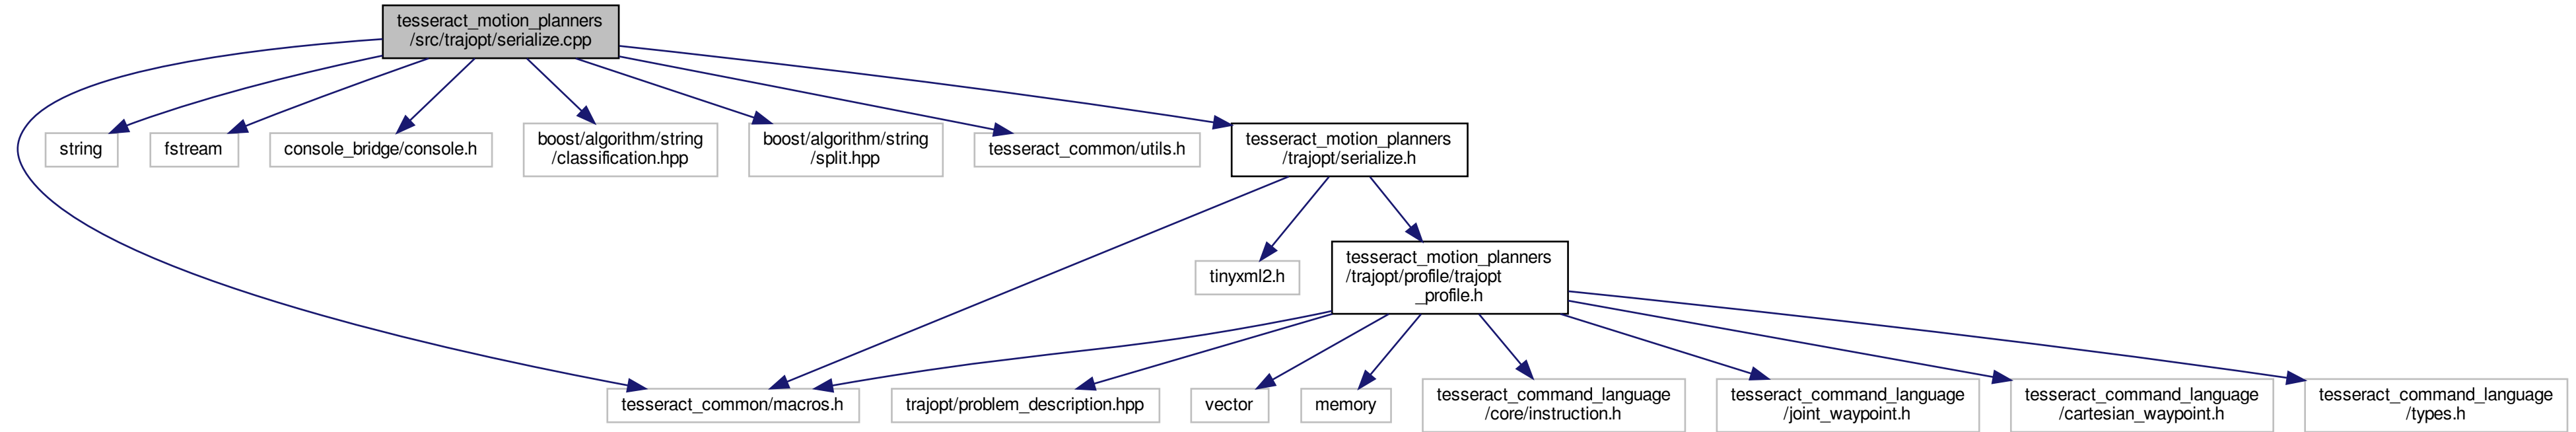 tesseract_motion_planners
/src/trajopt/serialize.cpp
string
fstream
console_bridge/console.h
boost/algorithm/string
/classification.hpp
boost/algorithm/string
/split.hpp
tesseract_common/utils.h
tesseract_motion_planners
/trajopt/serialize.h
tinyxml2.h
tesseract_motion_planners
/trajopt/profile/trajopt
_profile.h
tesseract_common/macros.h
trajopt/problem_description.hpp
vector
memory
tesseract_command_language
/core/instruction.h
tesseract_command_language
/joint_waypoint.h
tesseract_command_language
/cartesian_waypoint.h
tesseract_command_language
/types.h